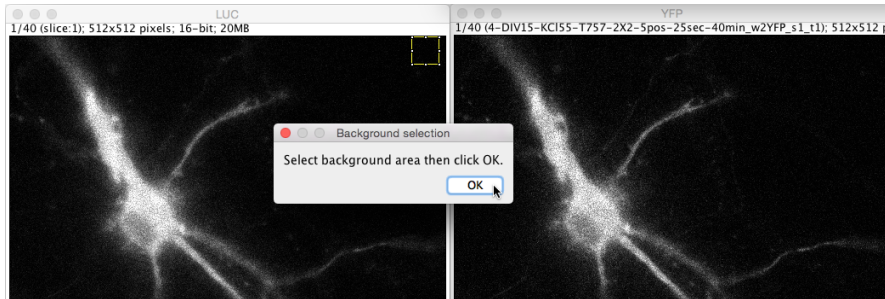 LUC
YFP
1/40 (slice:1); 512x512 pixels; 16-bit; 20MB
1/40 (4-DIV15-KCl55-T757-2X2-5pos-25sec-40min_w2YFP_s1_t1); 512x512 p
Background selection
Select background area then click OK.
OK